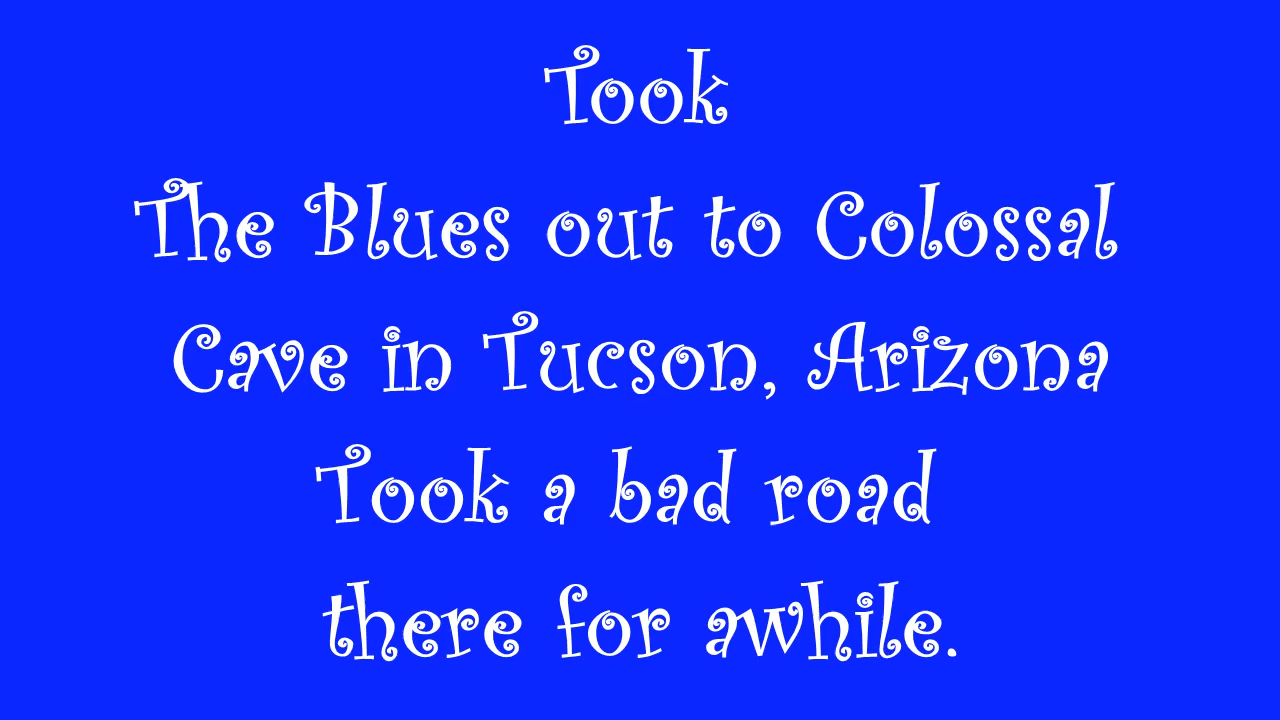 Took
The Blues out to Colossal
Cave in Tucson, Arizona
Took a bad road
there for awhile.